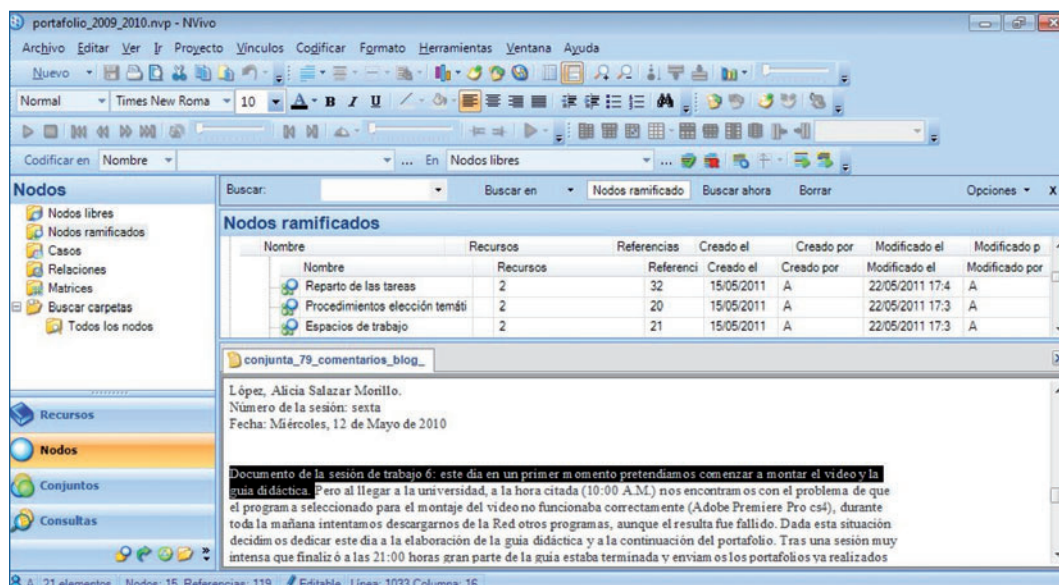 portafolio_2009_2010.nvp - NVivo
Archivo Editar Ver Ir Proyecto Vínculos Codificar Formato Herramientas Ventana Ayuda
Nuevo
Normal Times New Roma 10 A B I U
Codificar en Nombre ... En Nodos libres ...
Nodos
Nodos libres
Nodos ramificados
Casos
Relaciones
Matrices
Buscar carpetas
Todos los nodos
Recursos
Nodos
Conjuntos
Consultas
Buscar: Buscar en Nodos ramificado Buscar ahora Borrar Opciones X
Nodos ramificados
Nombre Recursos Referencias Creado el Creado por Modificado el Modificado p
Nombre Recursos Referenci Creado el Creado por Modificado el Modificado por
Reparto de las tareas 2 32 15/05/2011 A 22/05/2011 17:4 A
Procedimientos elección temáti 2 20 15/05/2011 A 22/05/2011 17:3 A
Espacios de trabajo 2 21 15/05/2011 A 22/05/2011 17:3 A
conjunta_79_comentarios_blog_
López, Alicia Salazar Morillo.
Número de la sesión: sexta
Fecha: Miércoles, 12 de Mayo de 2010
Documento de la sesión de trabajo 6: este día en un primer momento pretendíamos comenzar a montar el video y la
guía didáctica. Pero al llegar a la universidad, a la hora citada (10:00 A.M.) nos encontramos con el problema de que
el programa seleccionado para el montaje del video no funcionaba correctamente (Adobe Premiere Pro cs4), durante
toda la mañana intentamos descargarnos de la Red otros programas, aunque el resulta fue fallido. Dada esta situación
decidimos dedicar este día a la elaboración de la guía didáctica y a la continuación del portafolio. Tras una sesión muy
intensa que finalizó a las 21:00 horas gran parte de la guía estaba terminada y enviamos los portafolios ya realizados
A 21 elementos Nodos: 15 Referencias: 119 Editable Línea: 1033 Columna: 16